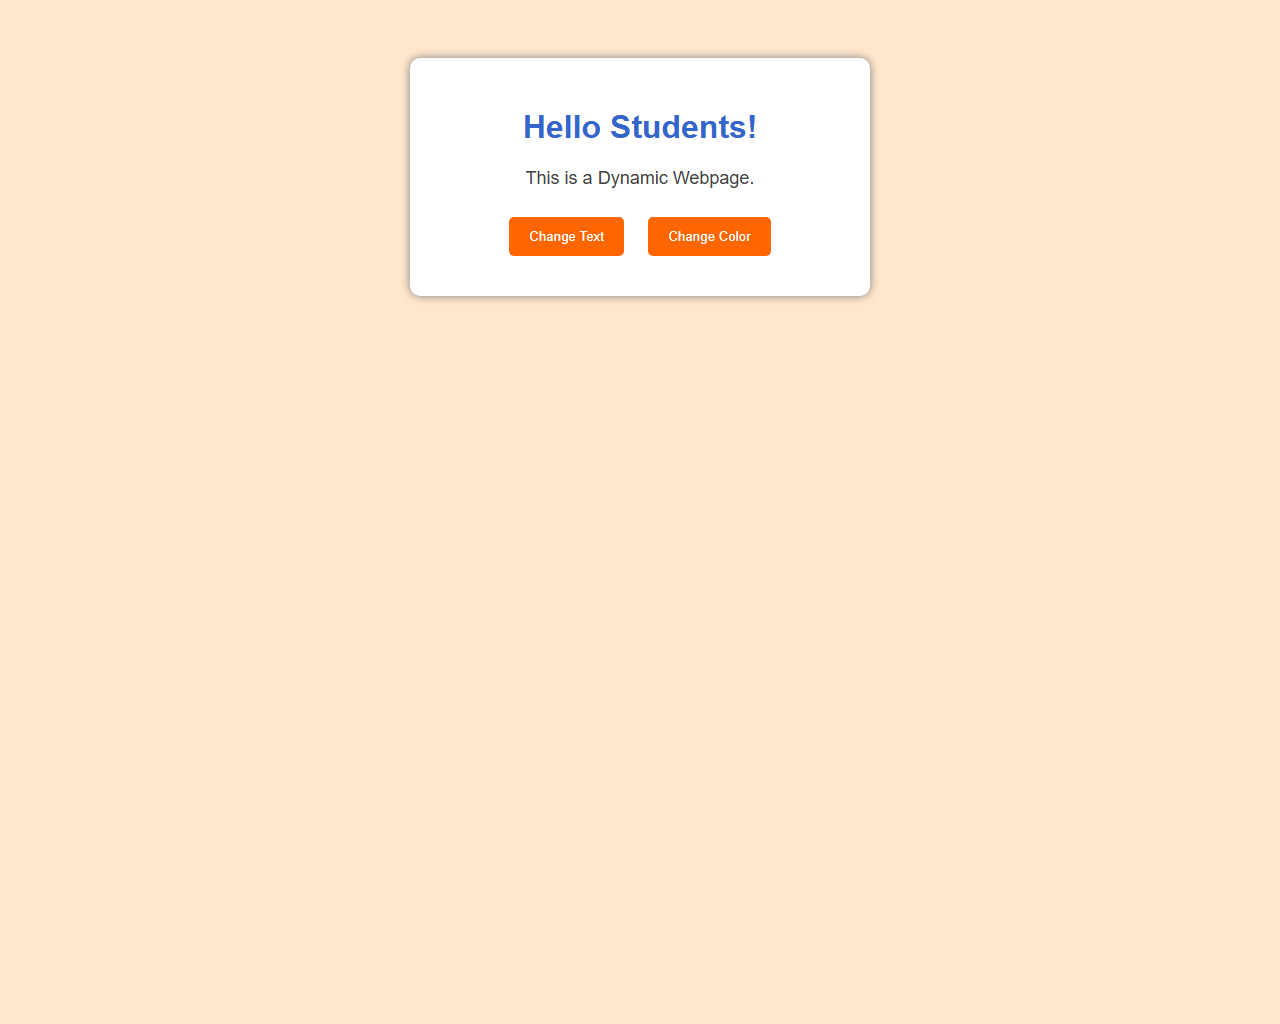 Hello Students!
This is a Dynamic Webpage.
Change Text
Change Color